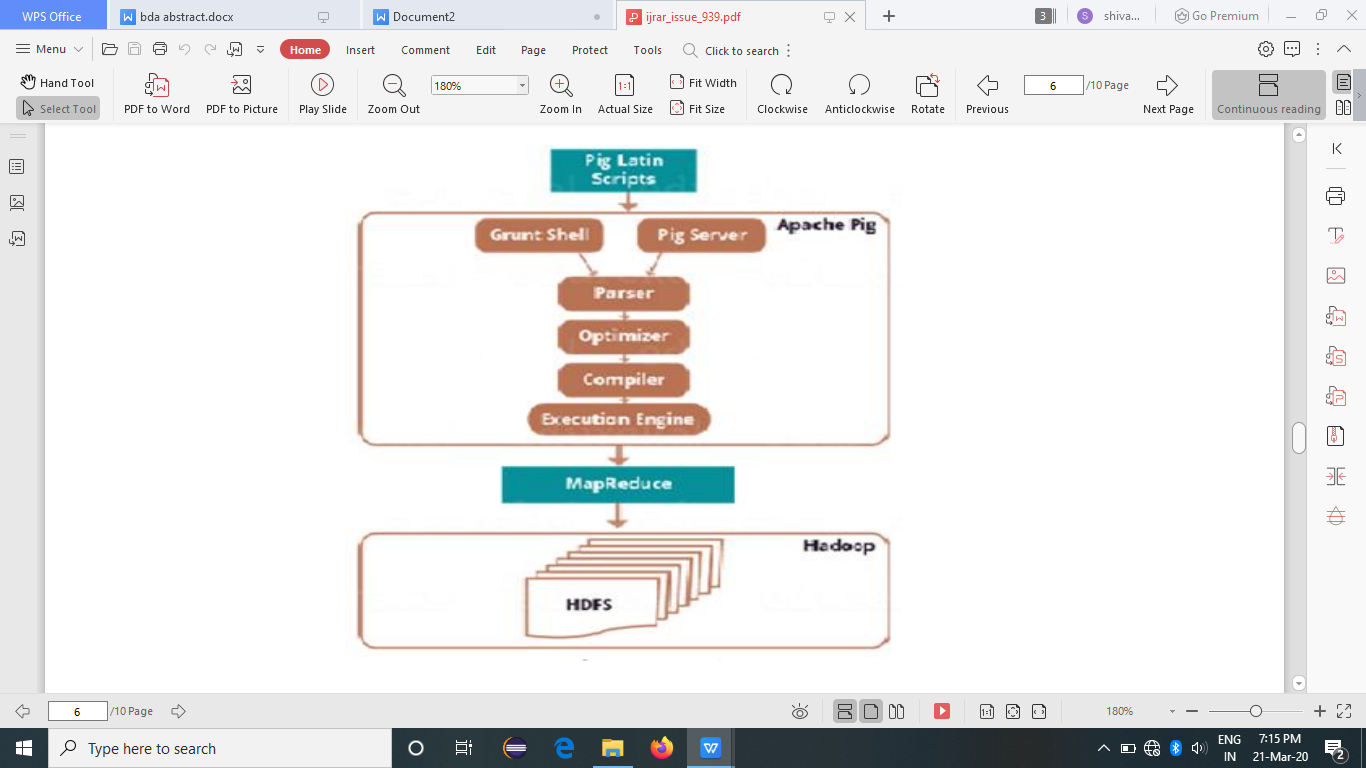 WPS Office
bda abstract.docx
Document2
ijrar_issue_939.pdf
3
S
shiva...
Go Premium
Menu
Home
Insert
Comment
Edit
Page
Protect
Tools
Click to search
Hand Tool
Select Tool
PDF to Word
PDF to Picture
Play Slide
Zoom Out
180%
Zoom In
1:1
Actual Size
Fit Width
Fit Size
Clockwise
Anticlockwise
Rotate
Previous
6
/10 Page
Next Page
Continuous reading
Pig Latin
Scripts
Apache Pig
Grunt Shell
Pig Server
Parser
Optimizer
Compiler
Execution Engine
MapReduce
Hadoop
HDFS
6
/10 Page
1:1
180%
Type here to search
ENG
IN
7:15 PM
21-Mar-20
2